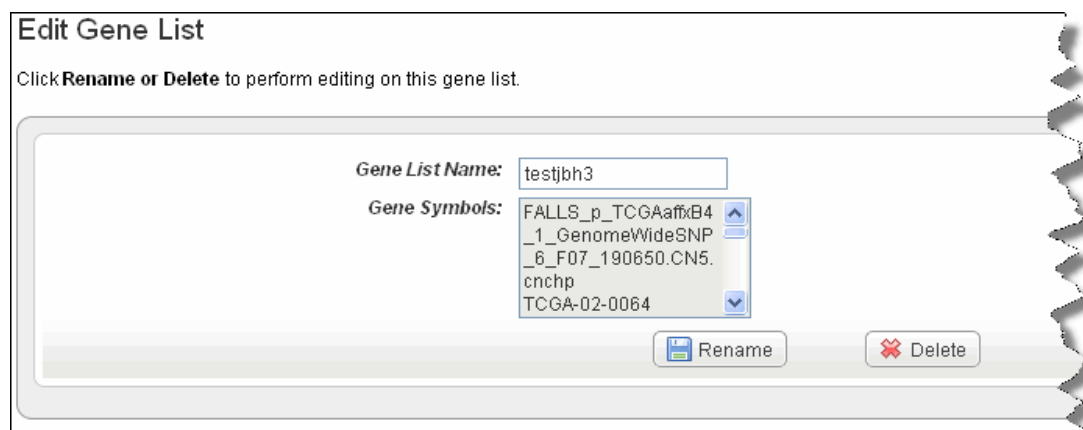 Edit Gene List
Click Rename or Delete to perform editing on this gene list.
Gene List Name: testjbh3
Gene Symbols: FALLS_p_TCGAaffxB4
_1_GenomeWideSNP
_6_F07_190650.CN5.
cnchp
TCGA-02-0064
Rename Delete